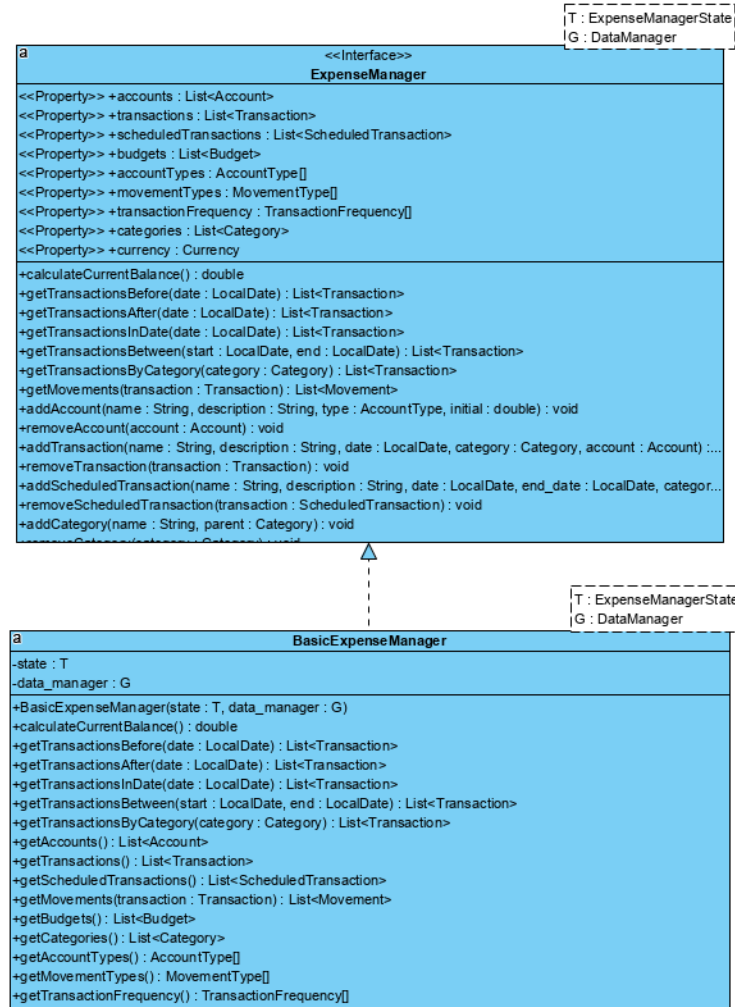 T : ExpenseManagerState
G : DataManager
a
<<Interface>>
ExpenseManager
<<Property>> +accounts : List<Account>
<<Property>> +transactions : List<Transaction>
<<Property>> +scheduledTransactions : List<ScheduledTransaction>
<<Property>> +budgets : List<Budget>
<<Property>> +accountTypes : AccountType[]
<<Property>> +movementTypes : MovementType[]
<<Property>> +transactionFrequency : TransactionFrequency[]
<<Property>> +categories : List<Category>
<<Property>> +currency : Currency
+calculateCurrentBalance() : double
+getTransactionsBefore(date : LocalDate) : List<Transaction>
+getTransactionsAfter(date : LocalDate) : List<Transaction>
+getTransactionsInDate(date : LocalDate) : List<Transaction>
+getTransactionsBetween(start : LocalDate, end : LocalDate) : List<Transaction>
+getTransactionsByCategory(category : Category) : List<Transaction>
+getMovements(transaction : Transaction) : List<Movement>
+addAccount(name : String, description : String, type : AccountType, initial : double) : void
+removeAccount(account : Account) : void
+addTransaction(name : String, description : String, date : LocalDate, category : Category, account : Account) :...
+removeTransaction(transaction : Transaction) : void
+addScheduledTransaction(name : String, description : String, date : LocalDate, end_date : LocalDate, categor...
+removeScheduledTransaction(transaction : ScheduledTransaction) : void
+addCategory(name : String, parent : Category) : void
+removeCategory(category : Category) : void
T : ExpenseManagerState
G : DataManager
a
BasicExpenseManager
-state : T
-data_manager : G
+BasicExpenseManager(state : T, data_manager : G)
+calculateCurrentBalance() : double
+getTransactionsBefore(date : LocalDate) : List<Transaction>
+getTransactionsAfter(date : LocalDate) : List<Transaction>
+getTransactionsInDate(date : LocalDate) : List<Transaction>
+getTransactionsBetween(start : LocalDate, end : LocalDate) : List<Transaction>
+getTransactionsByCategory(category : Category) : List<Transaction>
+getAccounts() : List<Account>
+getTransactions() : List<Transaction>
+getScheduledTransactions() : List<ScheduledTransaction>
+getMovements(transaction : Transaction) : List<Movement>
+getBudgets() : List<Budget>
+getCategories() : List<Category>
+getAccountTypes() : AccountType[]
+getMovementTypes() : MovementType[]
+getTransactionFrequency() : TransactionFrequency[]